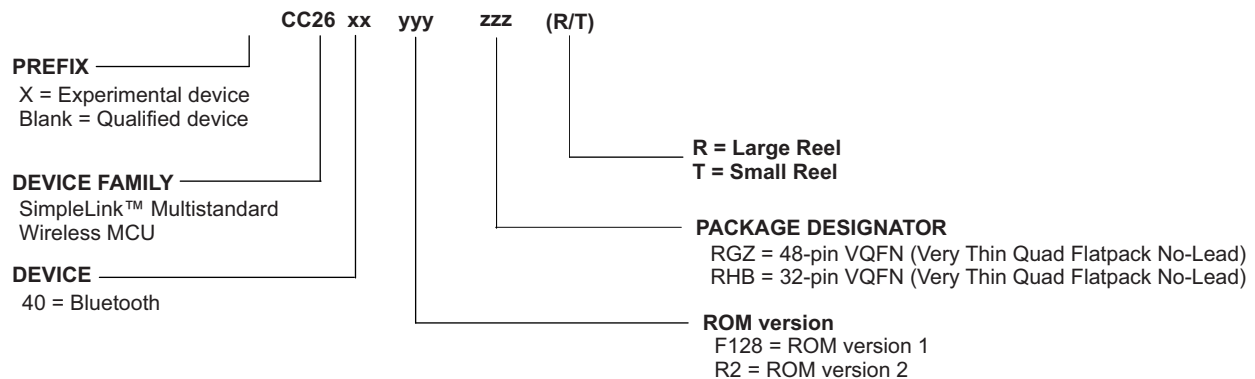 CC26 xx yyy zzz (R/T)
PREFIX
X = Experimental device
Blank = Qualified device
R = Large Reel
T = Small Reel
DEVICE FAMILY
SimpleLink™ Multistandard
Wireless MCU
PACKAGE DESIGNATOR
RGZ = 48-pin VQFN (Very Thin Quad Flatpack No-Lead)
RHB = 32-pin VQFN (Very Thin Quad Flatpack No-Lead)
DEVICE
40 = Bluetooth
ROM version
F128 = ROM version 1
R2 = ROM version 2